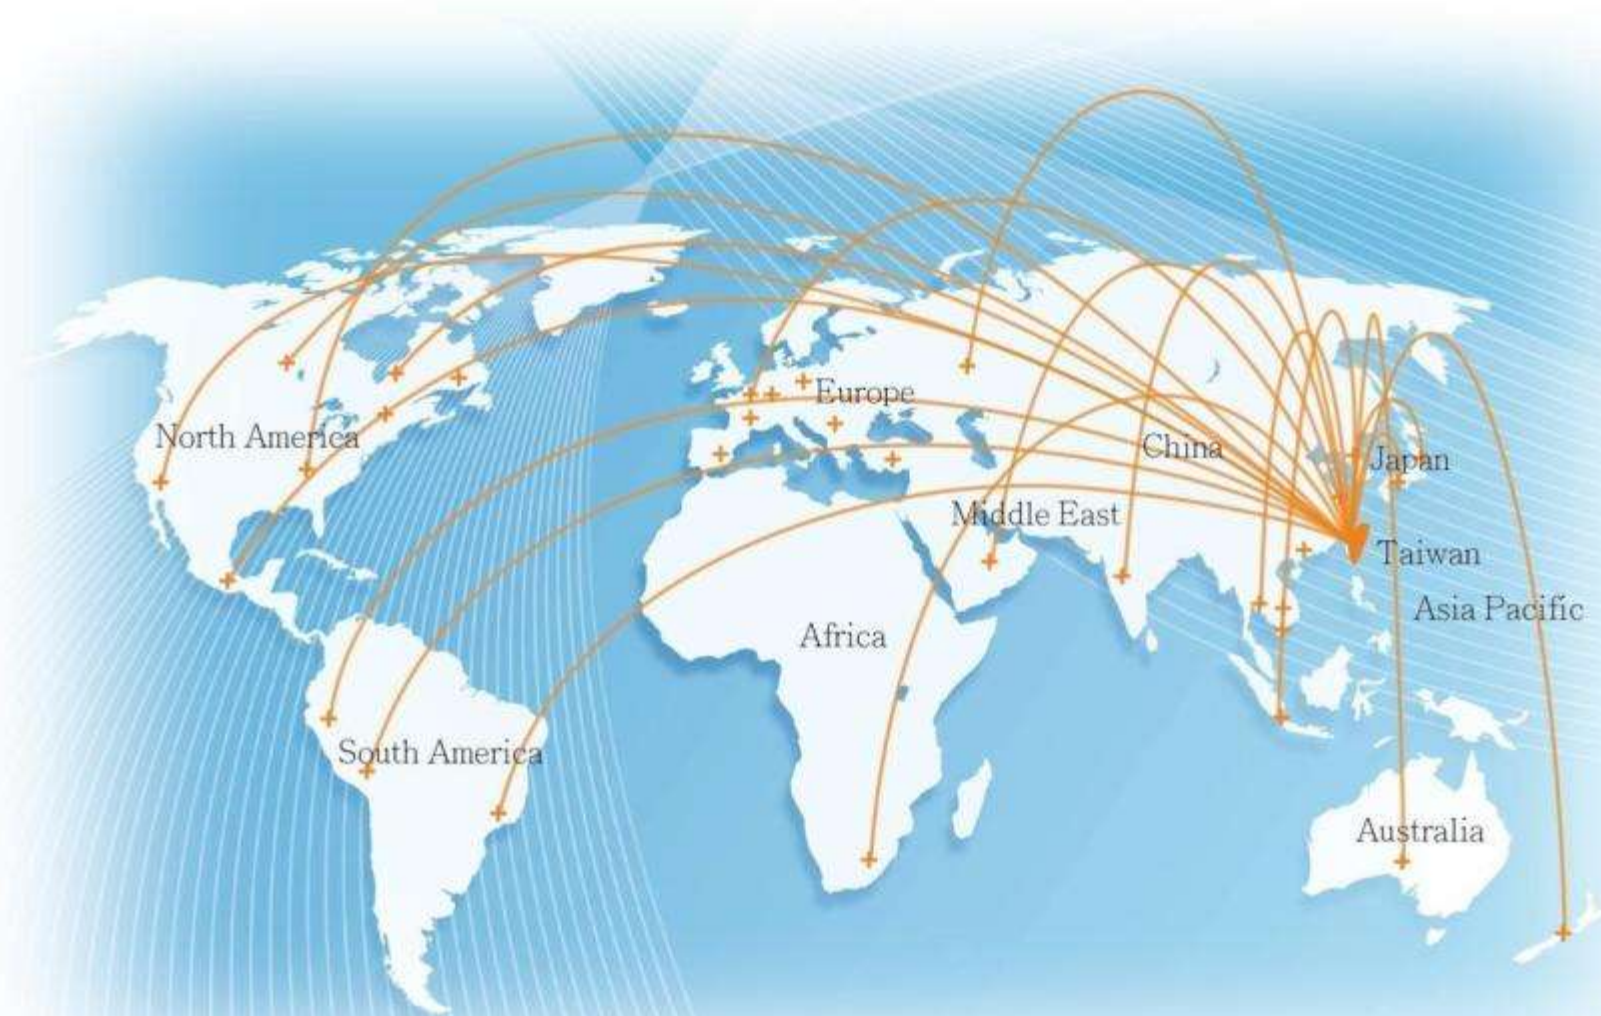 Europe
North America
China
Japan
Middle East
Taiwan
Asia Pacific
Africa
South America
Australia